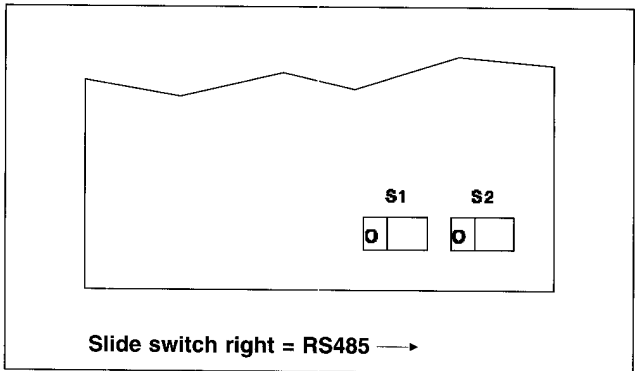 S1 S2
O O
Slide switch right = RS485 →